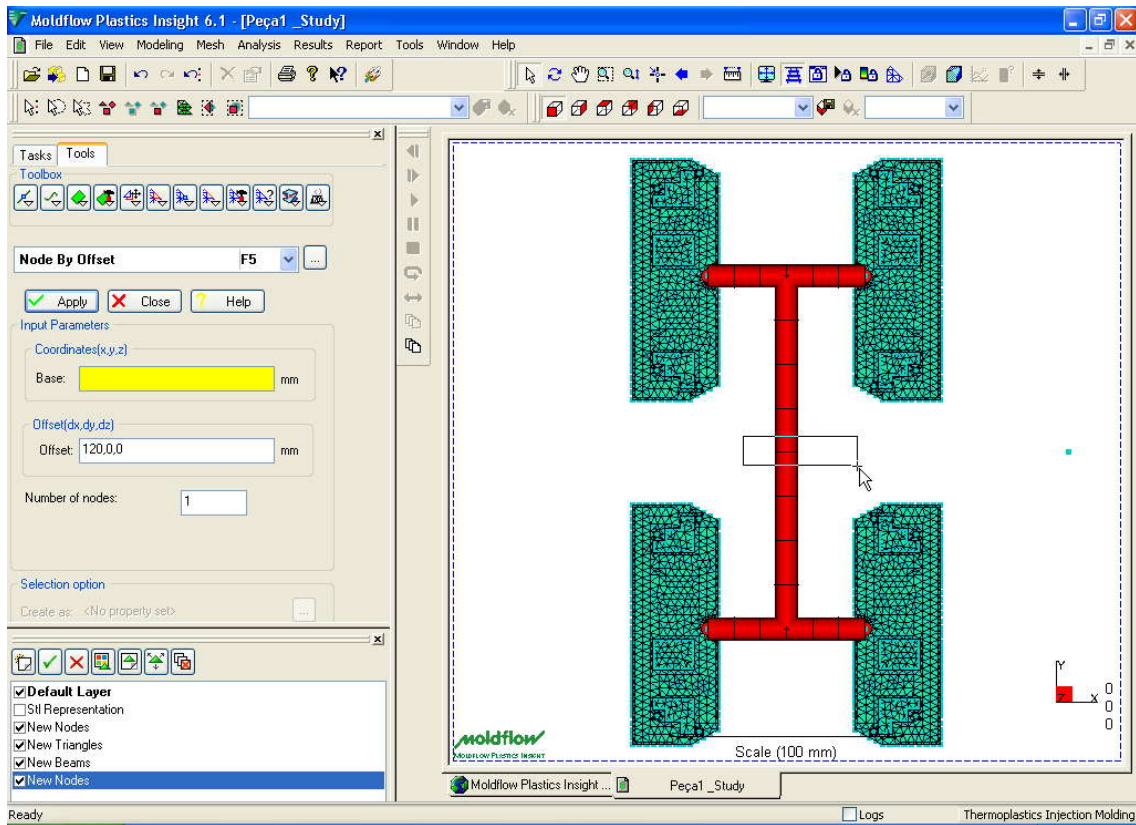 Moldflow Plastics Insight 6.1 - [Peça1 _Study]
File Edit View Modeling Mesh Analysis Results Report Tools Window Help
Tasks Tools
Toolbox
Node By Offset F5 ...
Apply Close ? Help
Input Parameters
Coordinates(x,y,z)
Base: mm
Offset(dx,dy,dz)
Offset: 120,0,0 mm
Number of nodes: 1
Selection option
Create as: <No property set> ...
Default Layer
Stl Representation
New Nodes
New Triangles
New Beams
New Nodes
moldflow
MOLDFLOW PLASTICS INSIGHT
Scale (100 mm)
Y
Z X
0
0
0
Moldflow Plastics Insight ... Peça1 _Study
Ready Logs Thermoplastics Injection Molding